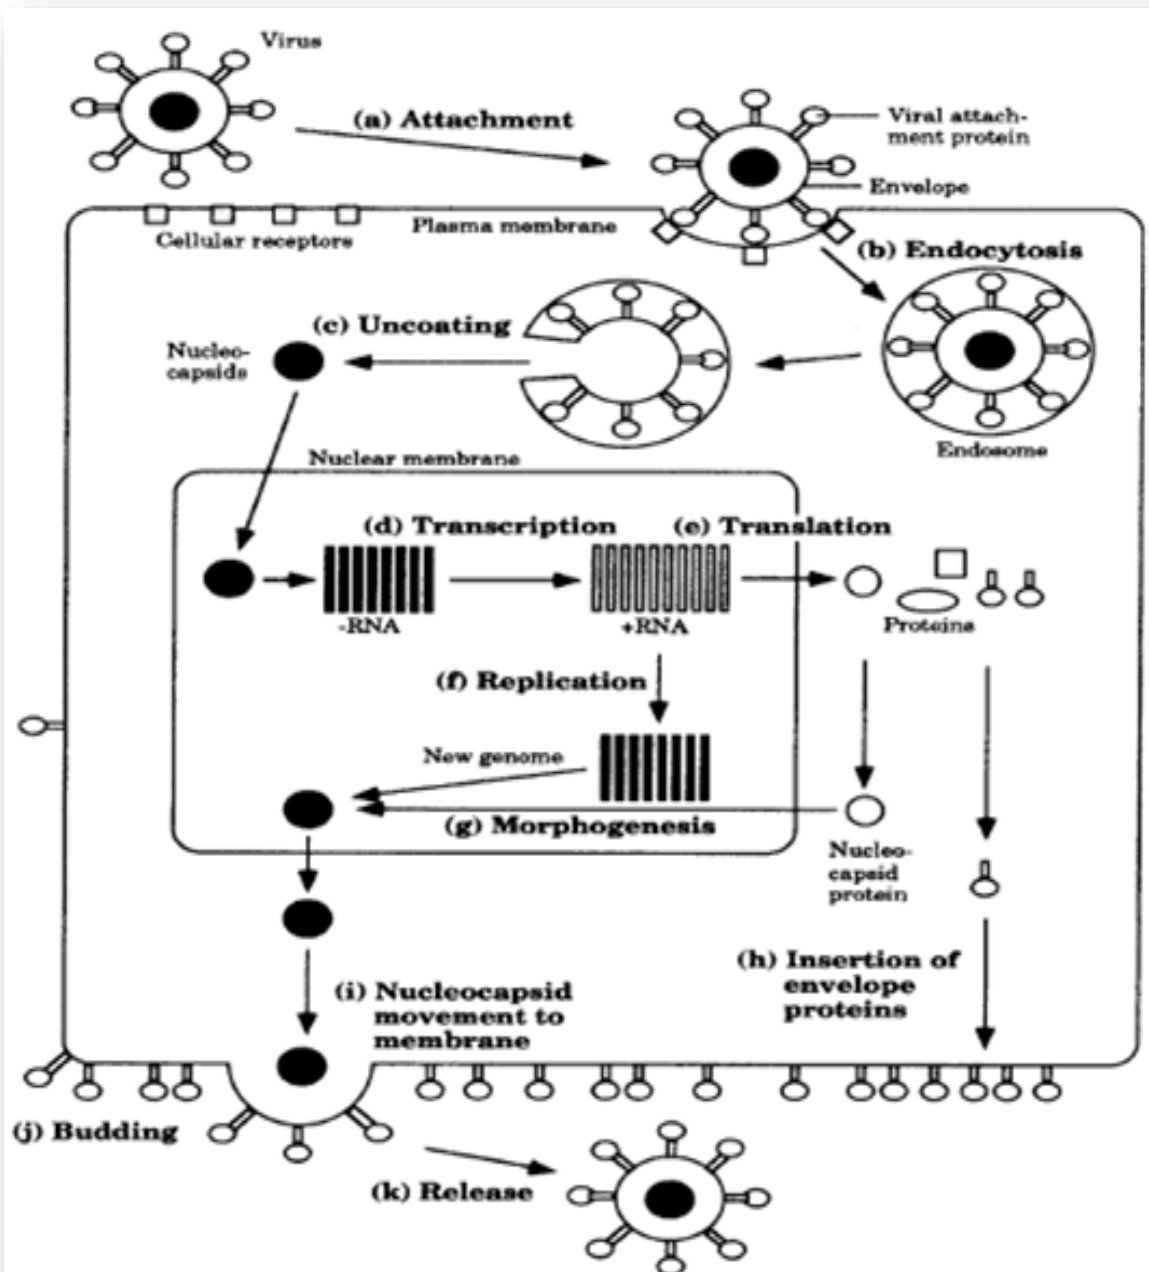 Virus
(a) Attachment
Viral attach-
ment protein
Envelope
Plasma membrane
Cellular receptors
(b) Endocytosis
(c) Uncoating
Nucleo-
capsids
Endosome
Nuclear membrane
(d) Transcription
(e) Translation
-RNA
+RNA
Proteins
(f) Replication
New genome
(g) Morphogenesis
Nucleo-
capsid
protein
(h) Insertion of
envelope
proteins
(i) Nucleocapsid
movement to
membrane
(j) Budding
(k) Release